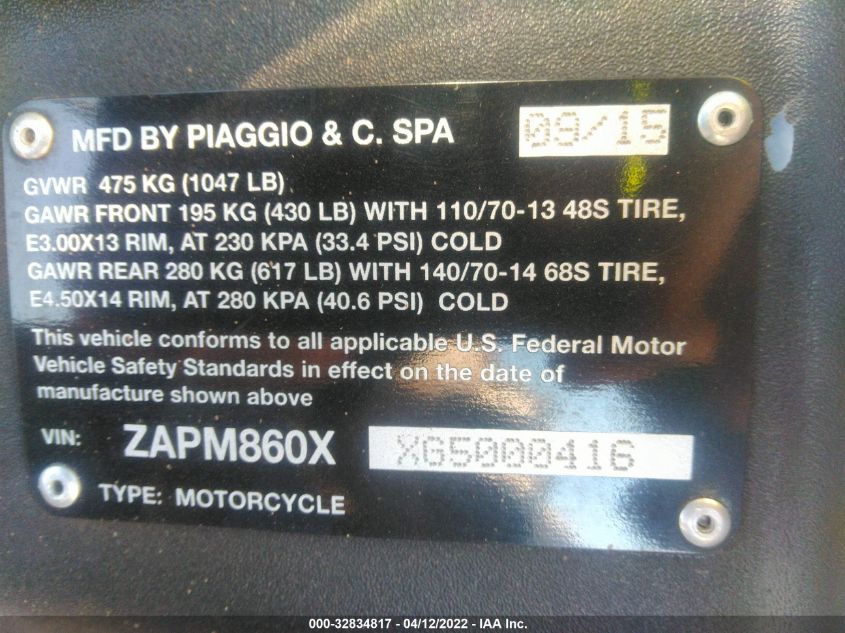 MFD BY PIAGGIO & C. SPA 09/15
GVWR 475 KG (1047 LB)
GAWR FRONT 195 KG (430 LB) WITH 110/70-13 48S TIRE,
E3.00X13 RIM, AT 230 KPA (33.4 PSI) COLD
GAWR REAR 280 KG (617 LB) WITH 140/70-14 68S TIRE,
E4.50X14 RIM, AT 280 KPA (40.6 PSI) COLD
This vehicle conforms to all applicable U.S. Federal Motor
Vehicle Safety Standards in effect on the date of
manufacture shown above
VIN: ZAPM860X XG5000416
TYPE: MOTORCYCLE
000-32834817 - 04/12/2022 - IAA Inc.